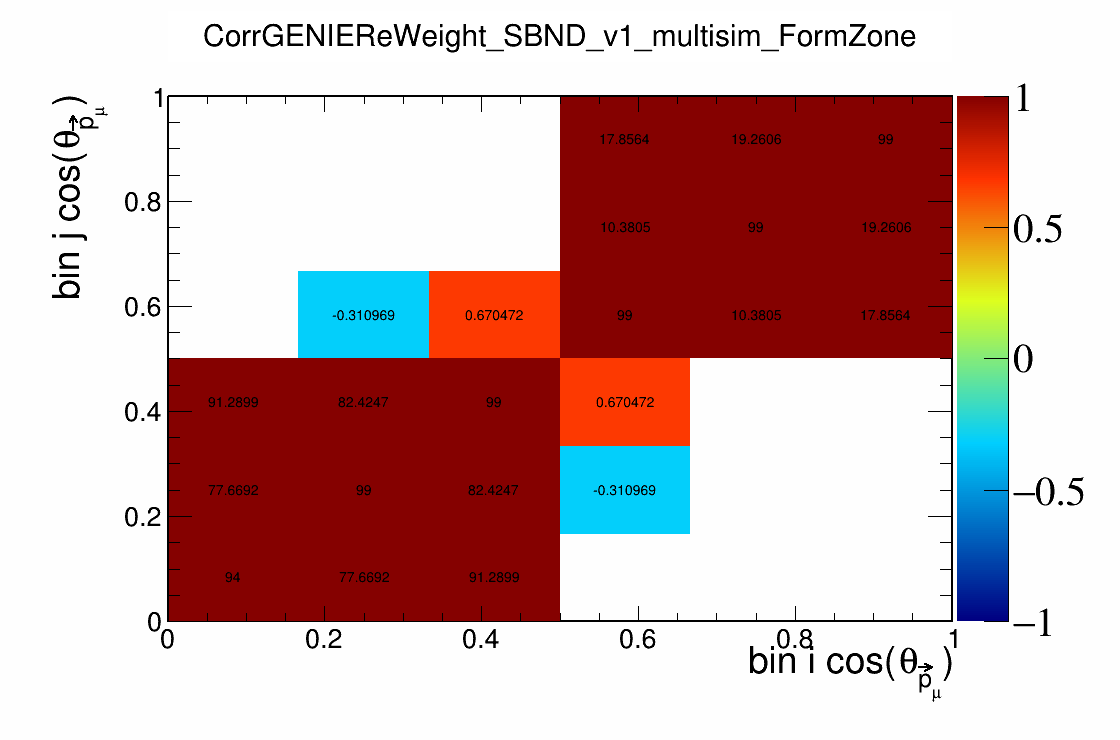 CorrGENIEReWeight_SBND_v1_multisim_FormZone
bin j cos(θp⃗μ)
1
0.8
0.6
0.4
0.2
0
17.8564 19.2606 99
10.3805 99 19.2606
-0.310969 0.670472 99 10.3805 17.8564
91.2899 82.4247 99 0.670472
77.6692 99 82.4247 -0.310969
94 77.6692 91.2899
0 0.2 0.4 0.6 0.8 1
bin i cos(θp⃗μ)
1
0.5
0
−0.5
−1